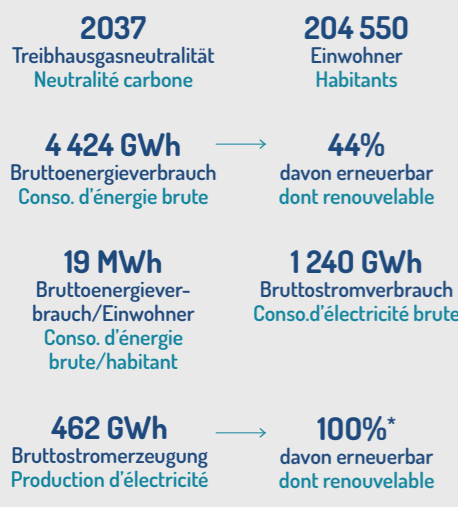 2037
Treibhausgasneutralität
Neutralité carbone
204 550
Einwohner
Habitants
4 424 GWh
Bruttoenergieverbrauch
Conso. d'énergie brute
44%
davon erneuerbar
dont renouvelable
19 MWh
Bruttoenergiever-
brauch/Einwohner
Conso. d'énergie
brute/habitant
1 240 GWh
Bruttostromverbrauch
Conso.d'électricité brute
462 GWh
Bruttostromerzeugung
Production d'électricité
100%*
davon erneuerbar
dont renouvelable